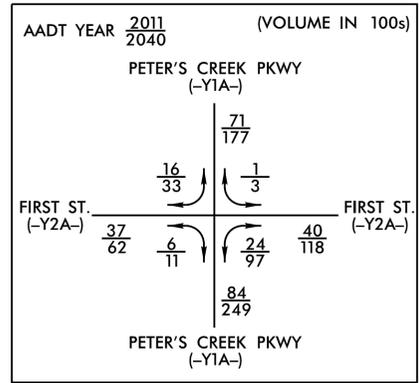 AADT YEAR 2011
2040
(VOLUME IN 100s)
PETER'S CREEK PKWY
(–Y1A–)
71
177
16
33
1
3
FIRST ST.
(–Y2A–)
FIRST ST.
(–Y2A–)
37
62
6
11
24
97
40
118
84
249
PETER'S CREEK PKWY
(–Y1A–)